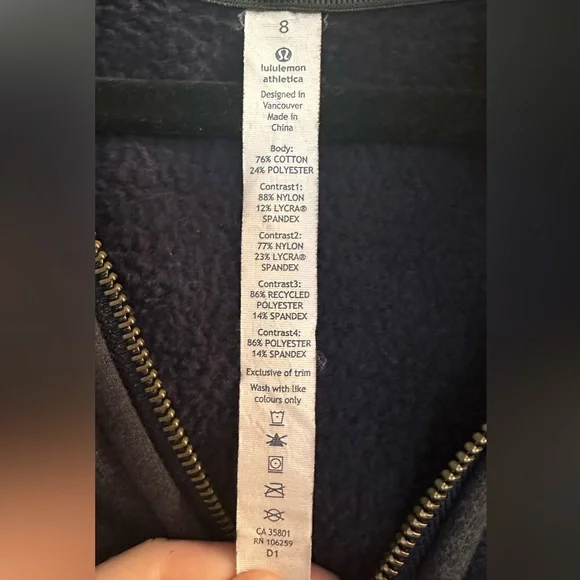 8
lululemon
athletica
Designed in
Vancouver
Made in
China
Body:
76% COTTON
24% POLYESTER
Contrast1:
88% NYLON
12% LYCRA®
SPANDEX
Contrast2:
77% NYLON
23% LYCRA®
SPANDEX
Contrast3:
86% RECYCLED
POLYESTER
14% SPANDEX
Contrast4:
86% POLYESTER
14% SPANDEX
Exclusive of trim
Wash with like
colours only
CA 35801
RN 106259
D1